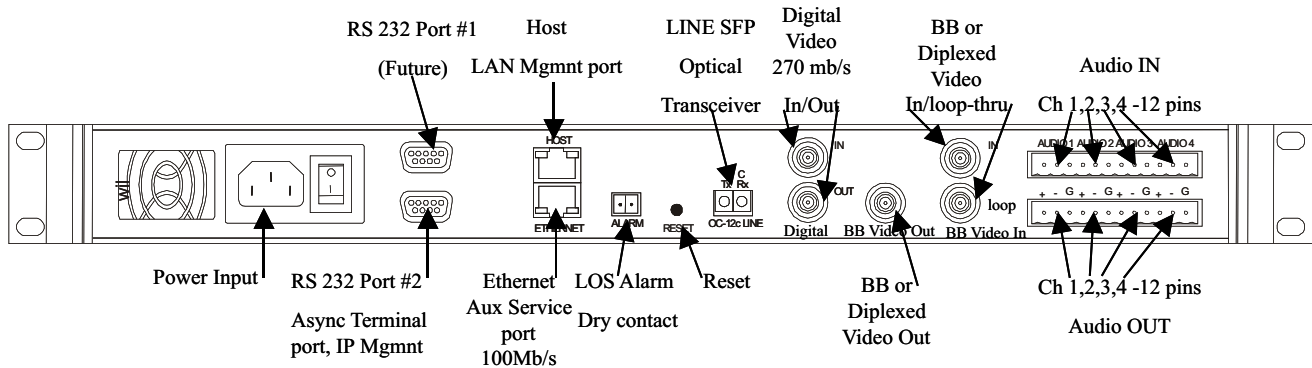 RS 232 Port #1
(Future)
Host
LAN Mgmnt port
LINE SFP
Optical
Transceiver
Digital
Video
270 mb/s
In/Out
BB or
Diplexed
Video
In/loop-thru
Audio IN
Ch 1,2,3,4 -12 pins
HOST
ETHERNET
ALARM
RESET
C
Tx Rx
OC-12c LINE
IN
OUT
Digital
BB Video Out
IN
loop
BB Video In
AUDIO 1 AUDIO 2 AUDIO 3 AUDIO 4
+ - G + - G + - G + - G
Power Input
RS 232 Port #2
Async Terminal
port, IP Mgmnt
Ethernet
Aux Service
port
100Mb/s
LOS Alarm
Dry contact
Reset
BB or
Diplexed
Video Out
Ch 1,2,3,4 -12 pins
Audio OUT